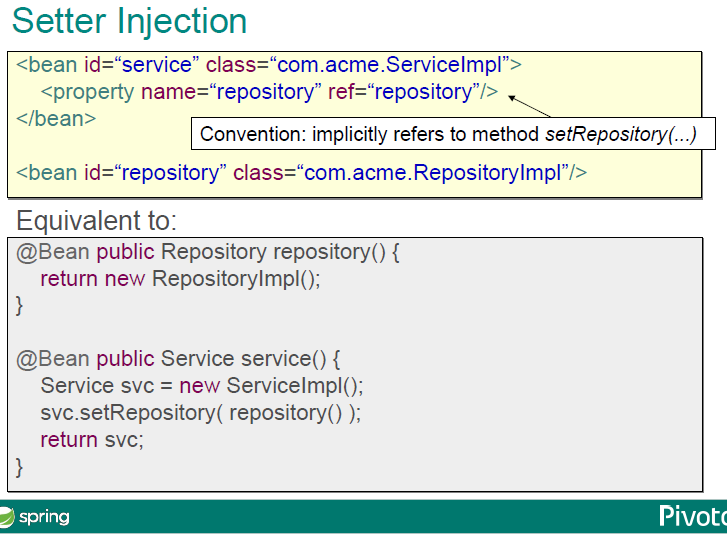 Setter Injection
<bean id=“service” class=“com.acme.ServiceImpl”>
<property name=“repository” ref=“repository”/>
</bean>
Convention: implicitly refers to method setRepository(...)
<bean id=“repository” class=“com.acme.RepositoryImpl”/>
Equivalent to:
@Bean public Repository repository() {
return new RepositoryImpl();
}
@Bean public Service service() {
Service svc = new ServiceImpl();
svc.setRepository( repository() );
return svc;
}
spring
Pivoto